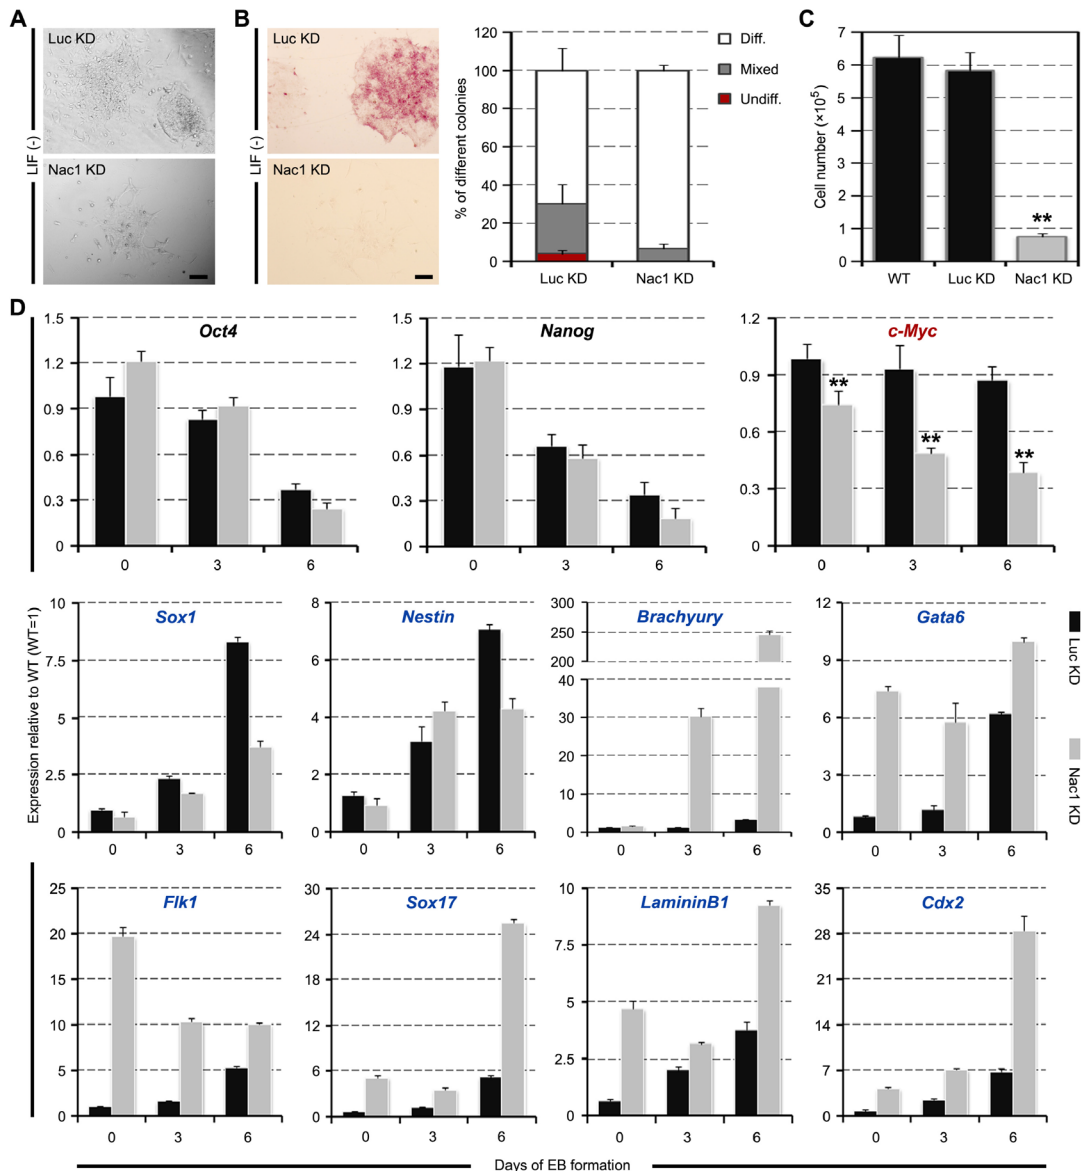 A
B
C
Luc KD
Nac1 KD
LIF (-)
Luc KD
Nac1 KD
LIF (-)
% of different colonies
120
100
80
60
40
20
0
Luc KD
Nac1 KD
Diff.
Mixed
Undiff.
Cell number (×10⁵)
7
6
5
4
3
2
1
0
**
WT
Luc KD
Nac1 KD
D
Oct4
1.5
1.2
0.9
0.6
0.3
0
0 3 6
Nanog
1.5
1.2
0.9
0.6
0.3
0
0 3 6
c-Myc
1.2
0.9
0.6
0.3
0
** ** **
0 3 6
Expression relative to WT (WT=1)
Sox1
10
7.5
5
2.5
0
0 3 6
Nestin
8
6
4
2
0
0 3 6
Brachyury
300
250
200
40
30
20
10
0
0 3 6
Gata6
12
9
6
3
0
0 3 6
Luc KD
Nac1 KD
Flk1
25
20
15
10
5
0
0 3 6
Sox17
30
24
18
12
6
0
0 3 6
LamininB1
10
7.5
5
2.5
0
0 3 6
Cdx2
35
28
21
14
7
0
0 3 6
Days of EB formation